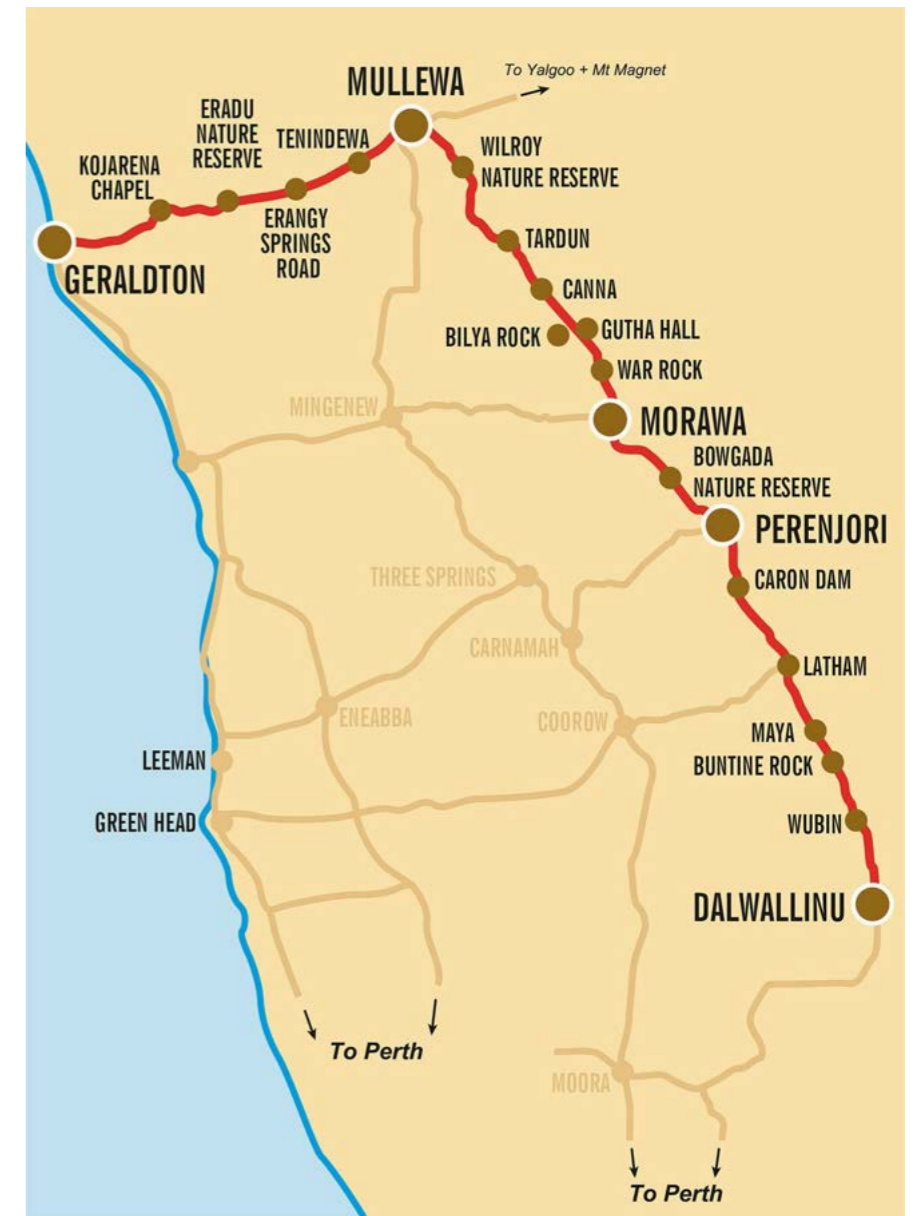 To Yalgoo + Mt Magnet
MULLEWA
ERADU
NATURE
RESERVE
TENINDEWA
KOJARENA
CHAPEL
WILROY
NATURE RESERVE
ERANGY
SPRINGS
ROAD
TARDUN
GERALDTON
CANNA
BILYA ROCK
GUTHA HALL
WAR ROCK
MINGENEW
MORAWA
BOWGADA
NATURE RESERVE
PERENJORI
THREE SPRINGS
CARON DAM
CARNAMAH
LATHAM
ENEABBA
COOROW
MAYA
LEEMAN
BUNTINE ROCK
GREEN HEAD
WUBIN
DALWALLINU
To Perth
MOORA
To Perth